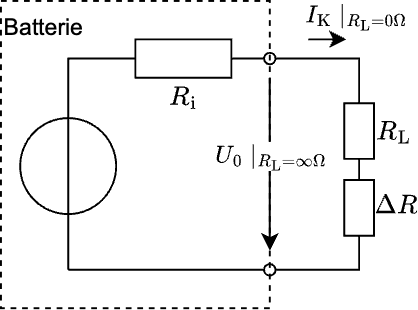 Batterie
I_K |_{R_L=0Ω}
R_i
R_L
U_0 |_{R_L=∞Ω}
ΔR